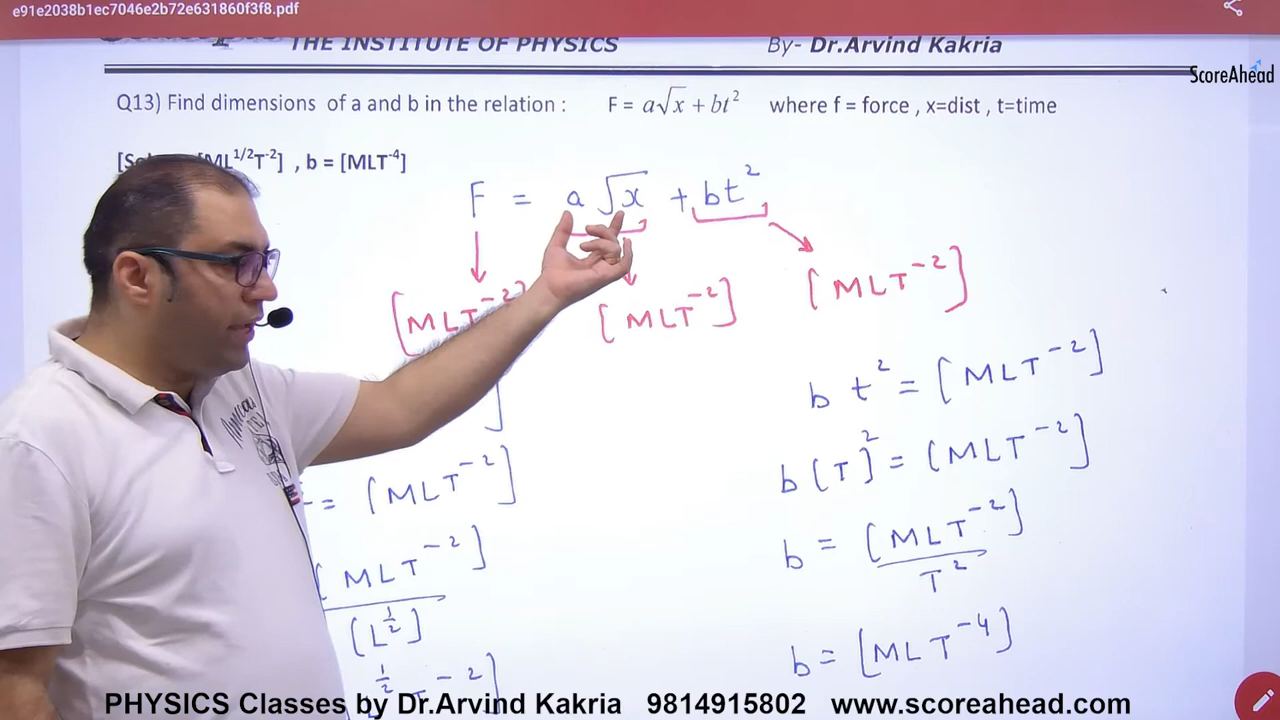 e91e2038b1ec7046e2b72e631860f3f8.pdf
THE INSTITUTE OF PHYSICS By- Dr.Arvind Kakria
ScoreAhead
Q13) Find dimensions of a and b in the relation : F = a√x + bt² where f = force , x=dist , t=time
ML^1/2T^-2] , b = [MLT^-4]
F = a √x + bt²
[MLT^-2] [MLT^-2] [MLT^-2]
b t² = [MLT^-2]
= [MLT^-2]
b [T]² = [MLT^-2]
[MLT^-2]
[L^1/2]
b = [MLT^-2]
T²
b = [MLT^-4]
PHYSICS Classes by Dr.Arvind Kakria 9814915802 www.scoreahead.com